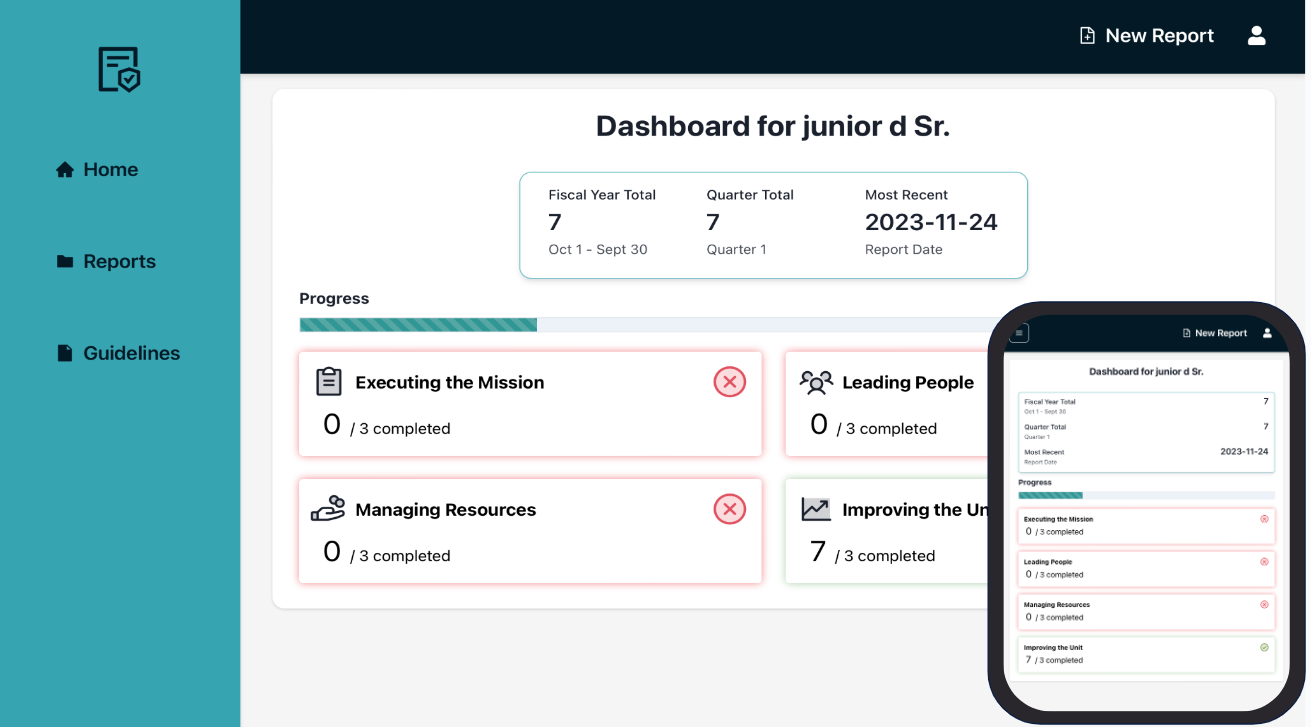 New Report
Home
Reports
Guidelines
Dashboard for junior d Sr.
Fiscal Year Total
7
Oct 1 - Sept 30
Quarter Total
7
Quarter 1
Most Recent
2023-11-24
Report Date
Progress
Executing the Mission
0 / 3 completed
Leading People
0 / 3 completed
Managing Resources
0 / 3 completed
Improving the Un
7 / 3 completed
New Report
Dashboard for junior d Sr.
Fiscal Year Total 7
Oct 1 - Sept 30
Quarter Total 7
Quarter 1
Most Recent 2023-11-24
Report Date
Progress
Executing the Mission
0 / 3 completed
Leading People
0 / 3 completed
Managing Resources
0 / 3 completed
Improving the Unit
7 / 3 completed